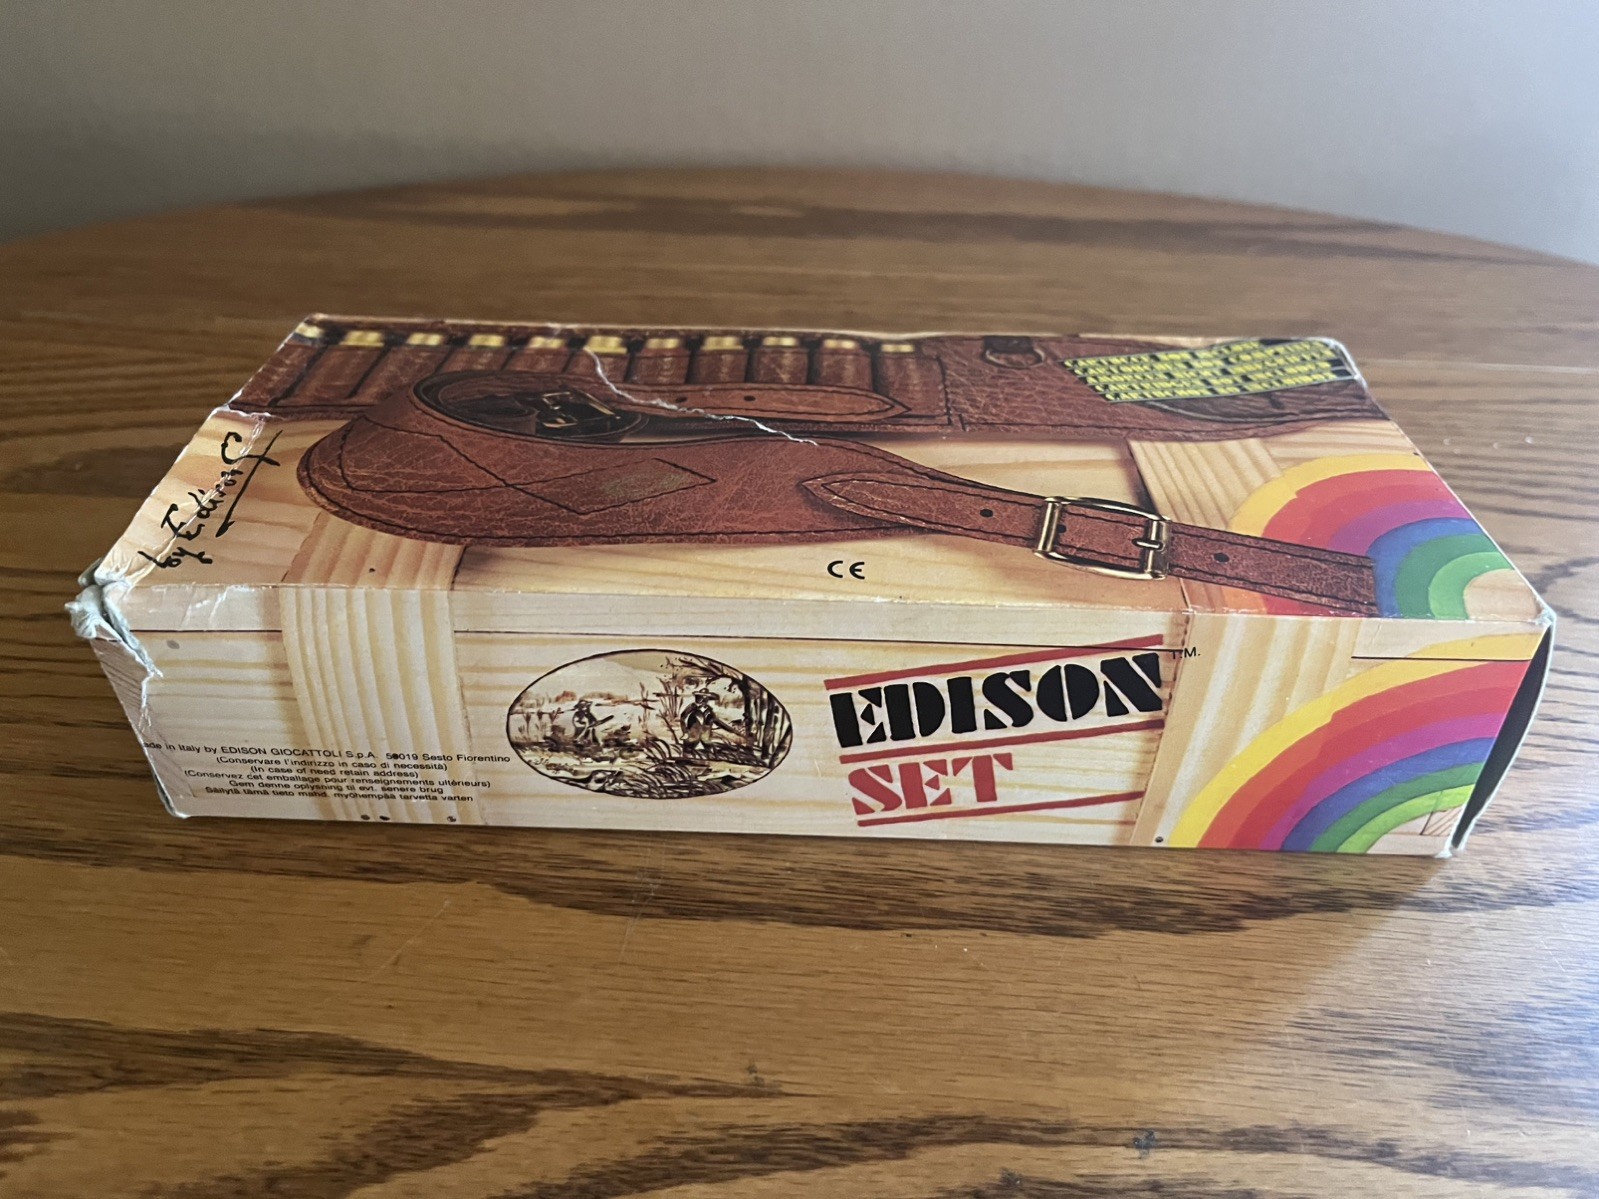 by Edison G
CE
EDISON T.M.
SET
ade in Italy by EDISON GIOCATTOLI S.p.A. 50019 Sesto Fiorentino
(Conservare l'indirizzo in caso di necessità)
(In case of need retain address)
(Conservez cet emballage pour renseignements ultérieurs)
Gem denne oplysning til evt. senere brug
Säilytä tämä tieto mahd. myöhempää tarvetta varten